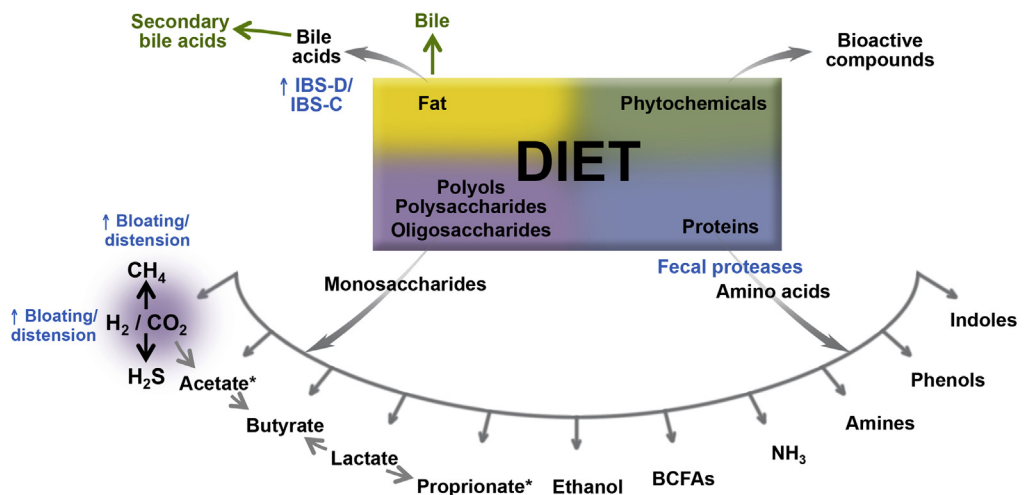 Secondary
bile acids
Bile
acids
Bile
↑ IBS-D/
IBS-C
Bioactive
compounds
Fat
Phytochemicals
DIET
Polyols
Polysaccharides
Oligosaccharides
Proteins
Monosaccharides
Fecal proteases
Amino acids
↑ Bloating/
distension
CH₄
↑ Bloating/
distension
H₂ / CO₂
H₂S
Acetate*
Butyrate
Lactate
Proprionate*
Ethanol
BCFAs
NH₃
Amines
Phenols
Indoles